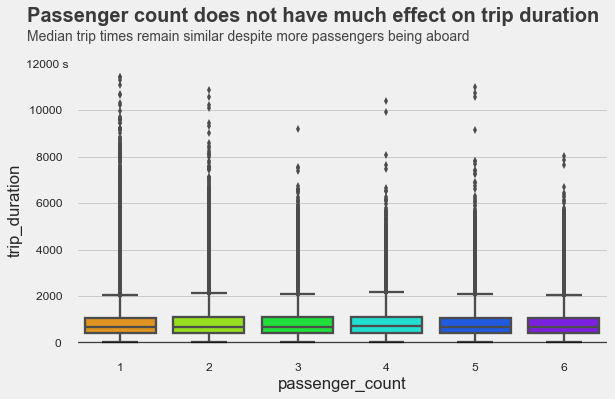 Passenger count does not have much effect on trip duration
Median trip times remain similar despite more passengers being aboard
12000 s
10000
8000
6000
4000
2000
0
trip_duration
1 2 3 4 5 6
passenger_count